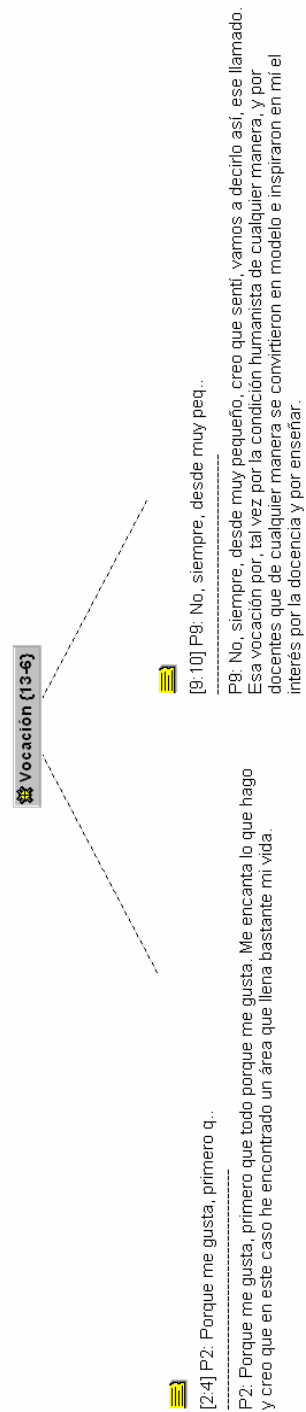 Vocación {13-6}
[2:4] P2: Porque me gusta, primero q..
P2: Porque me gusta, primero que todo porque me gusta. Me encanta lo que hago
y creo que en este caso he encontrado un área que llena bastante mi vida.
[9:10] P9: No, siempre, desde muy peq..
P9: No, siempre, desde muy pequeño, creo que sentí, vamos a decirlo así, ese llamado.
Esa vocación por, tal vez por la condición humanista de cualquier manera, y por
docentes que de cualquier manera se convirtieron en modelo e inspiraron en mí el
interés por la docencia y por enseñar.